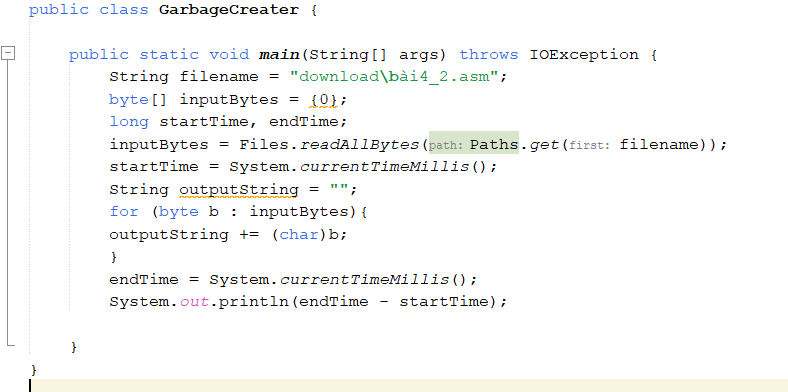 public class GarbageCreater {
public static void main(String[] args) throws IOException {
String filename = "download\bài4_2.asm";
byte[] inputBytes = {0};
long startTime, endTime;
inputBytes = Files.readAllBytes(path: Paths.get(first: filename));
startTime = System.currentTimeMillis();
String outputString = "";
for (byte b : inputBytes){
outputString += (char)b;
}
endTime = System.currentTimeMillis();
System.out.println(endTime - startTime);
}
}